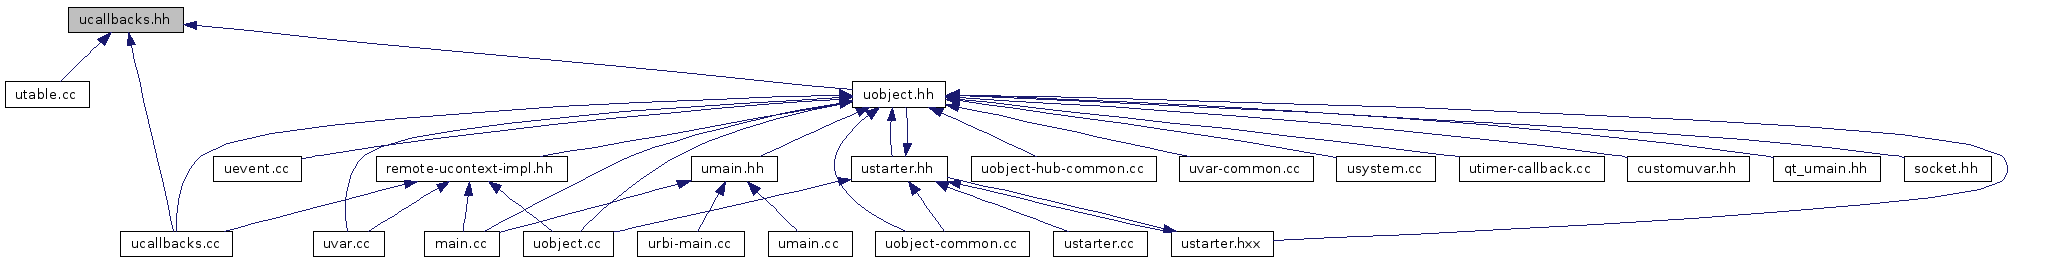 ucallbacks.hh
utable.cc
uobject.hh
uevent.cc
remote-ucontext-impl.hh
umain.hh
ustarter.hh
uobject-hub-common.cc
uvar-common.cc
usystem.cc
utimer-callback.cc
customuvar.hh
qt_umain.hh
socket.hh
ucallbacks.cc
uvar.cc
main.cc
uobject.cc
urbi-main.cc
umain.cc
uobject-common.cc
ustarter.cc
ustarter.hxx